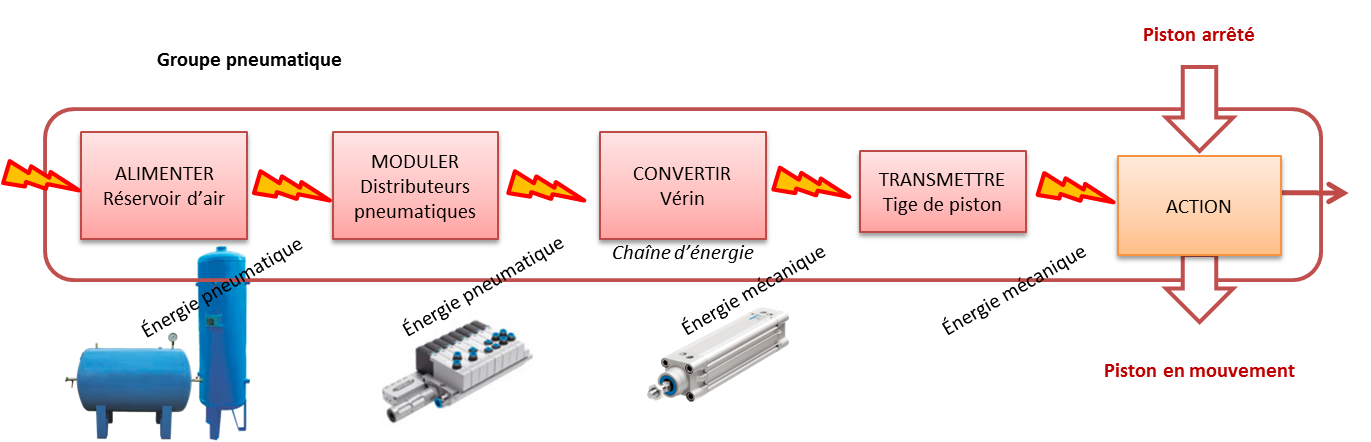 Piston arrêté
Groupe pneumatique
ALIMENTER
Réservoir d’air
MODULER
Distributeurs
pneumatiques
CONVERTIR
Vérin
TRANSMETTRE
Tige de piston
ACTION
Chaîne d’énergie
Énergie pneumatique
Énergie pneumatique
Énergie mécanique
Énergie mécanique
Piston en mouvement